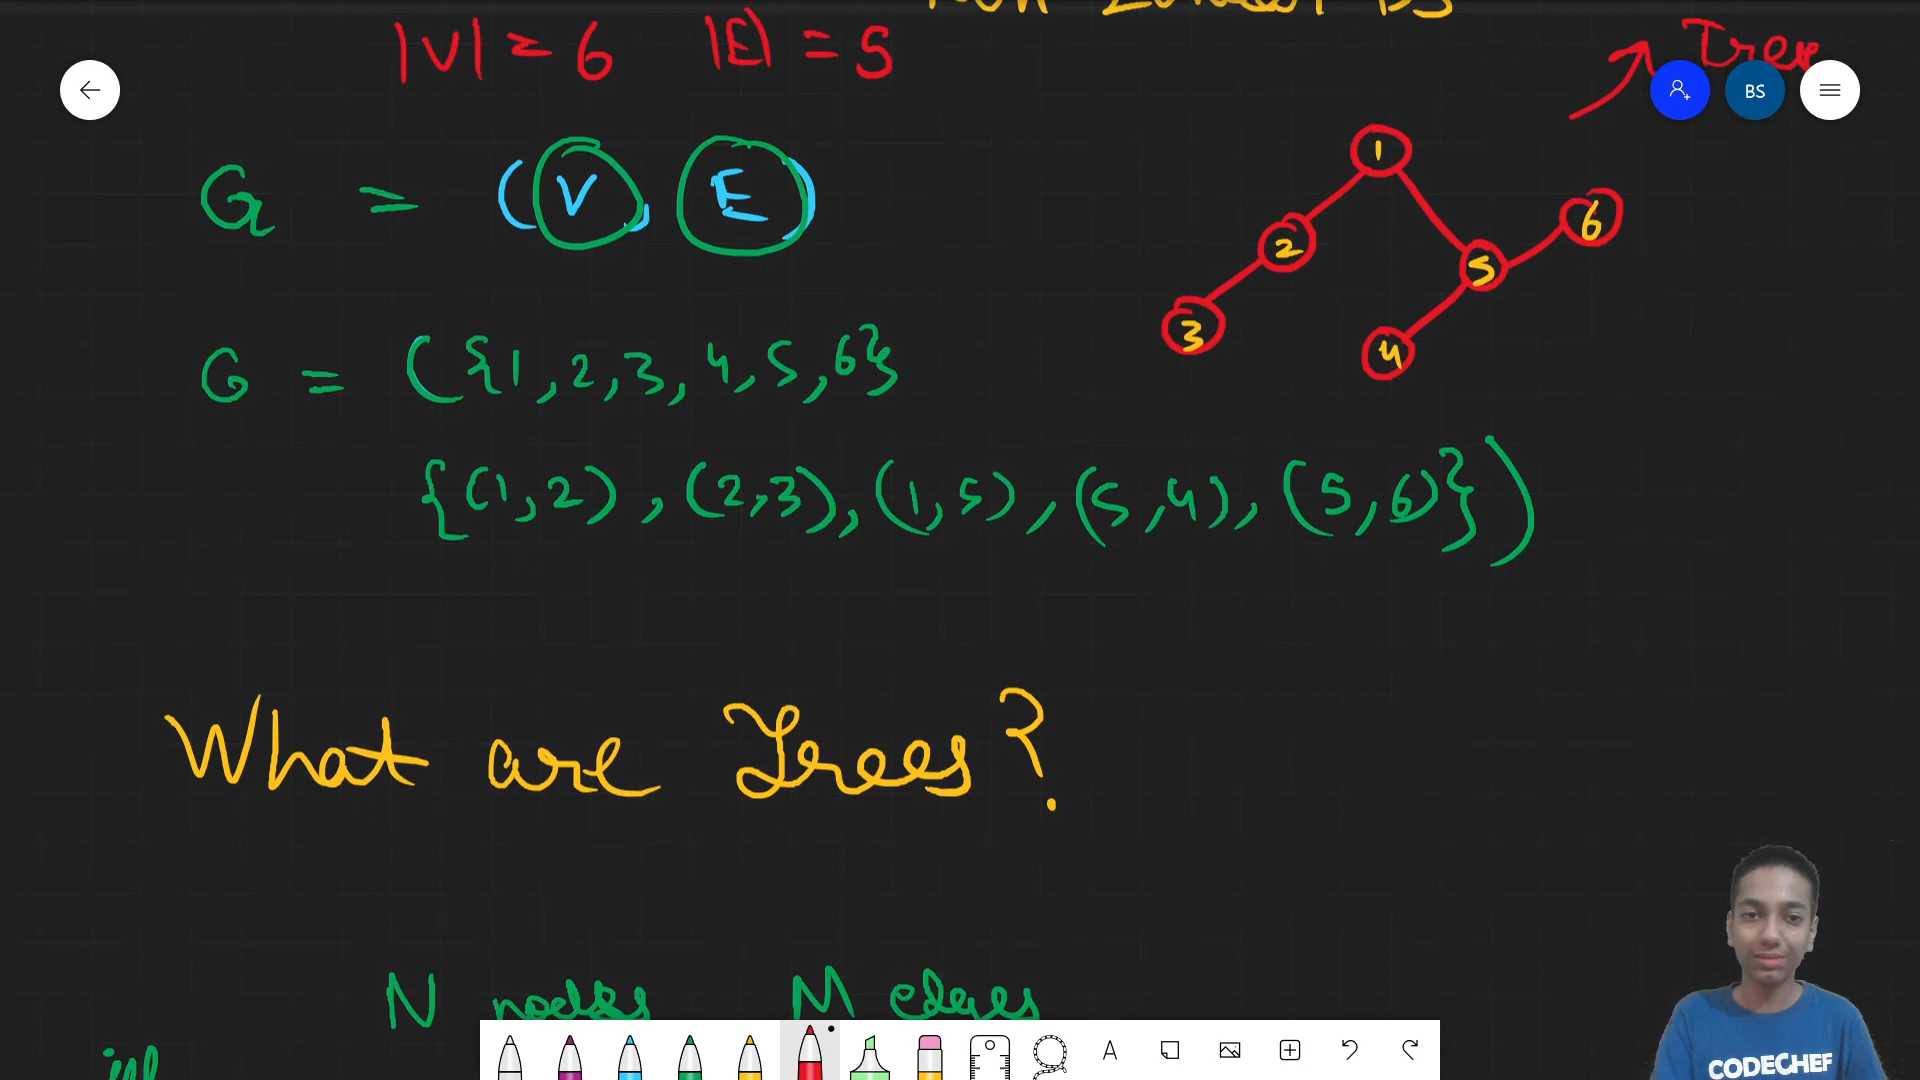 |V| = 6 |E| = 5
Tree
BS
G = (V, E)
1
2
6
5
3
4
G = ({1, 2, 3, 4, 5, 6}
{(1,2), (2,3), (1,5), (5,4), (5,6)})
What are Trees?
N nodes M edges
A
CODECHEF